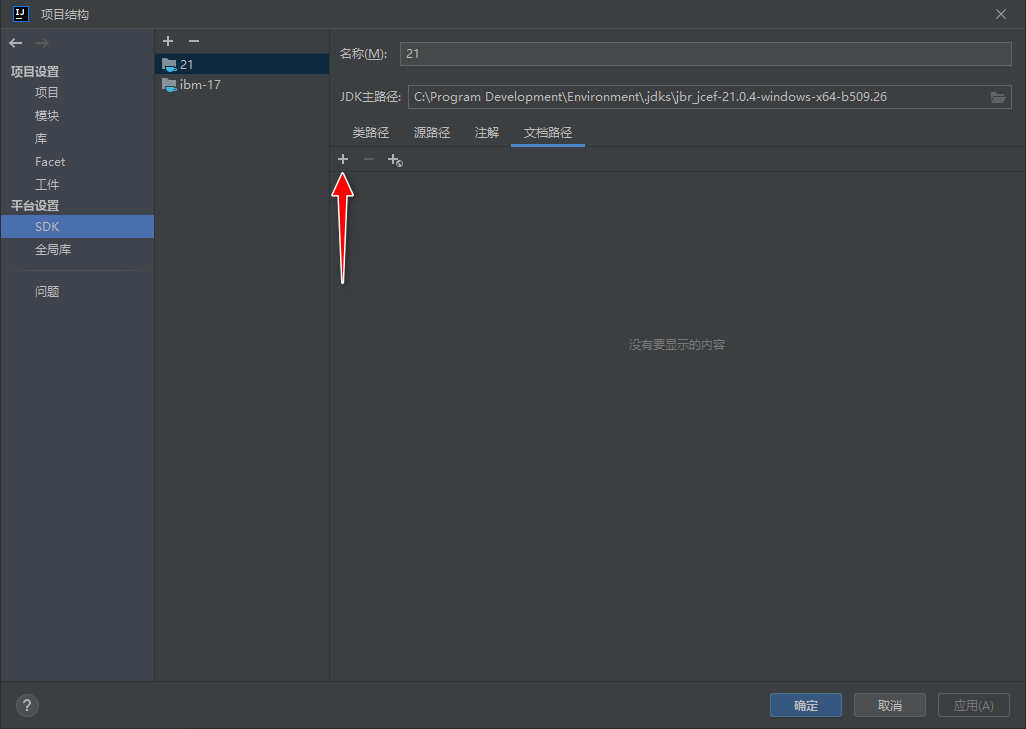 项目结构
项目设置
项目
模块
库
Facet
工件
平台设置
SDK
全局库
问题
21
ibm-17
名称(M): 21
JDK主路径: C:\Program Development\Environment\.jdks\jbr_jcef-21.0.4-windows-x64-b509.26
类路径 源路径 注解 文档路径
没有要显示的内容
? 确定 取消 应用(A)